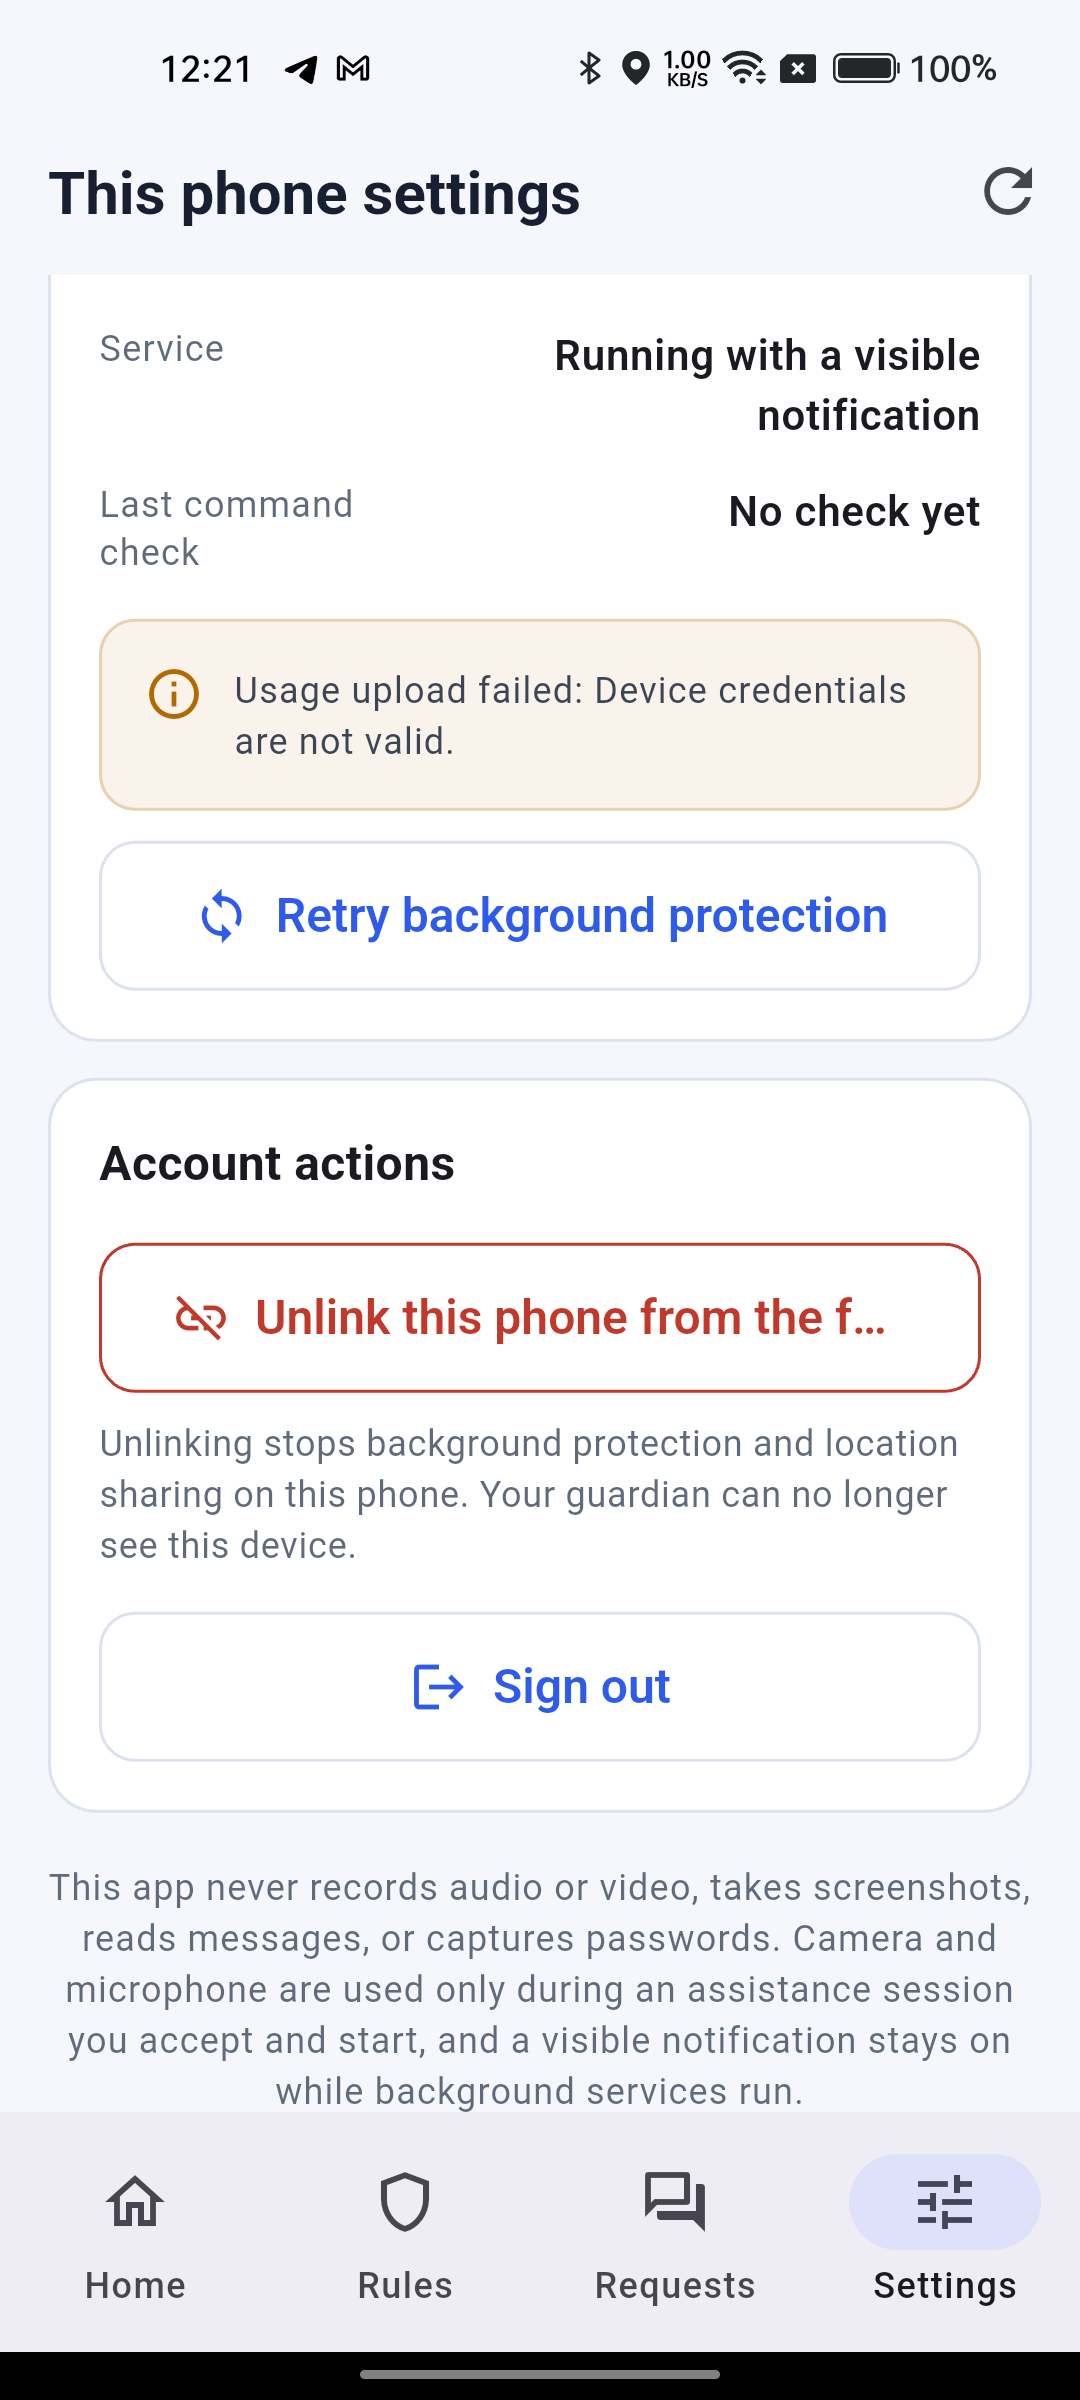 12:21
1.00
KB/S
100%
This phone settings
Service
Running with a visible
notification
Last command
check
No check yet
Usage upload failed: Device credentials
are not valid.
Retry background protection
Account actions
Unlink this phone from the f…
Unlinking stops background protection and location
sharing on this phone. Your guardian can no longer
see this device.
Sign out
This app never records audio or video, takes screenshots,
reads messages, or captures passwords. Camera and
microphone are used only during an assistance session
you accept and start, and a visible notification stays on
while background services run.
Home
Rules
Requests
Settings